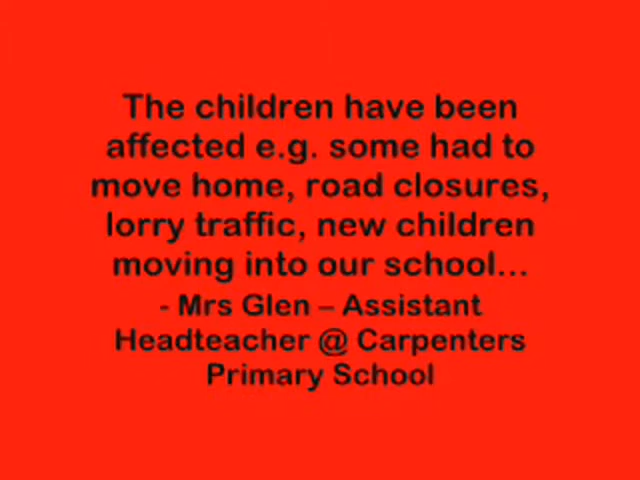 The children have been
affected e.g. some had to
move home, road closures,
lorry traffic, new children
moving into our school...
- Mrs Glen – Assistant
Headteacher @ Carpenters
Primary School